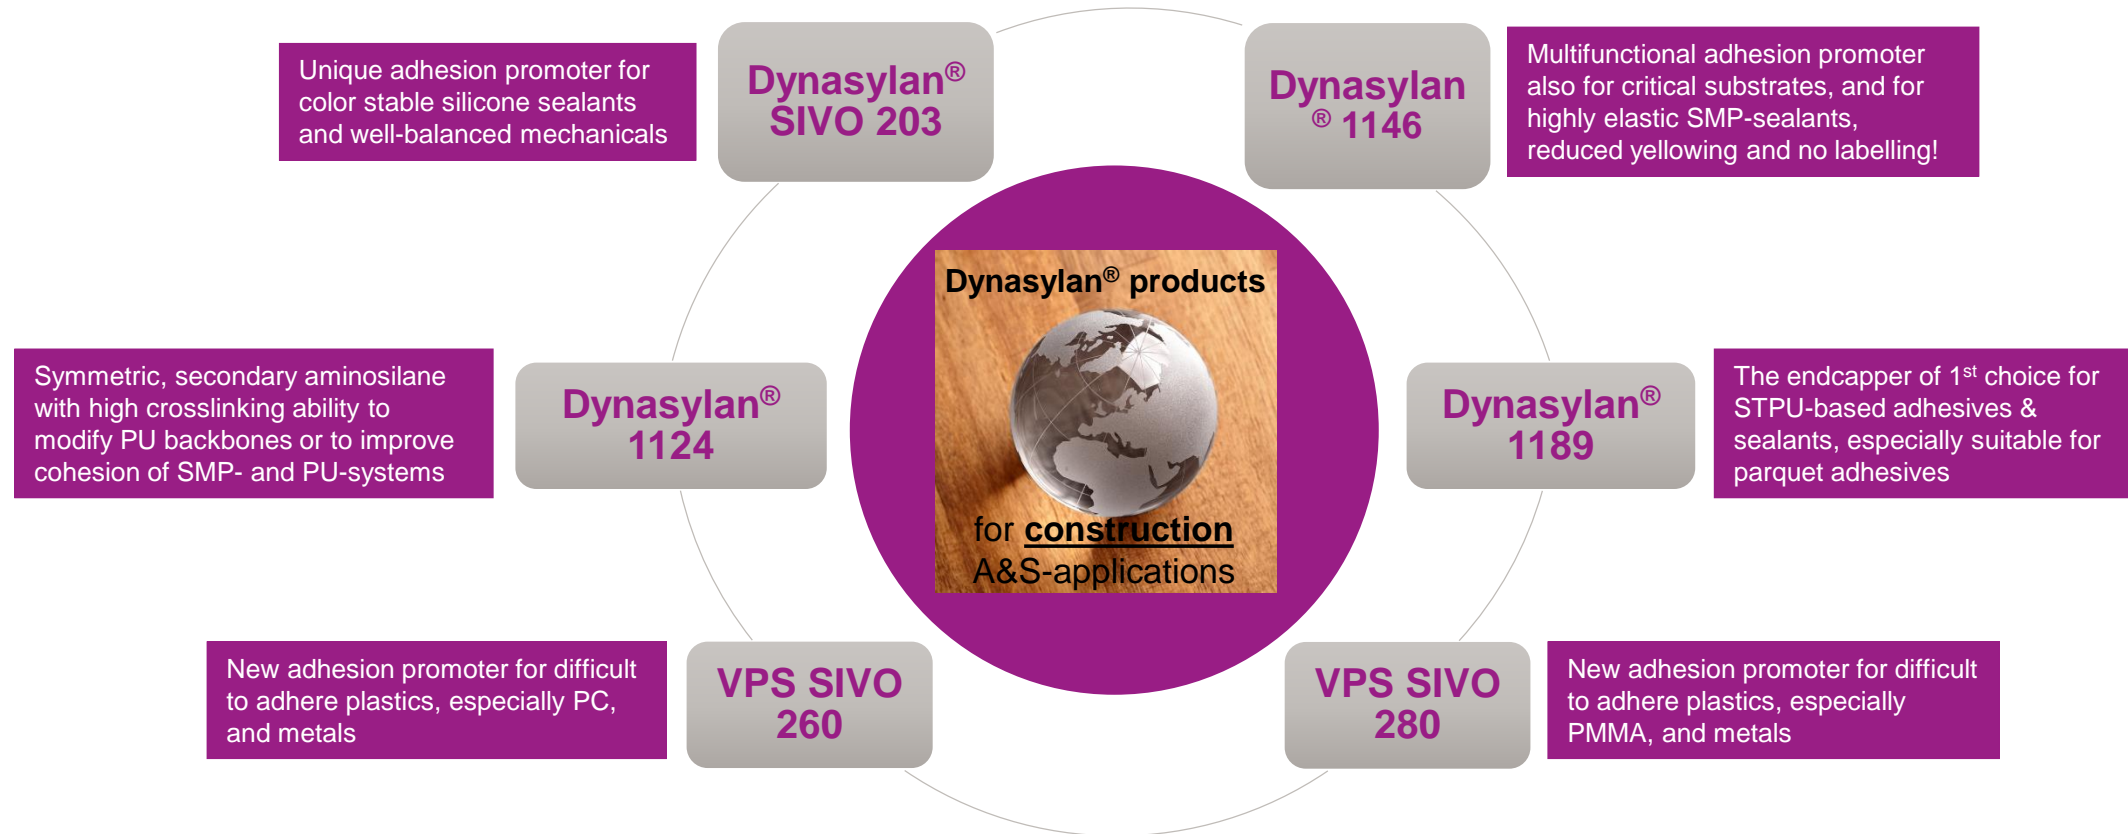 Unique adhesion promoter for
color stable silicone sealants
and well-balanced mechanicals
Dynasylan®
SIVO 203
Dynasylan
® 1146
Multifunctional adhesion promoter
also for critical substrates, and for
highly elastic SMP-sealants,
reduced yellowing and no labelling!
Dynasylan® products
for construction
A&S-applications
Symmetric, secondary aminosilane
with high crosslinking ability to
modify PU backbones or to improve
cohesion of SMP- and PU-systems
Dynasylan®
1124
Dynasylan®
1189
The endcapper of 1st choice for
STPU-based adhesives &
sealants, especially suitable for
parquet adhesives
New adhesion promoter for difficult
to adhere plastics, especially PC,
and metals
VPS SIVO
260
VPS SIVO
280
New adhesion promoter for difficult
to adhere plastics, especially
PMMA, and metals